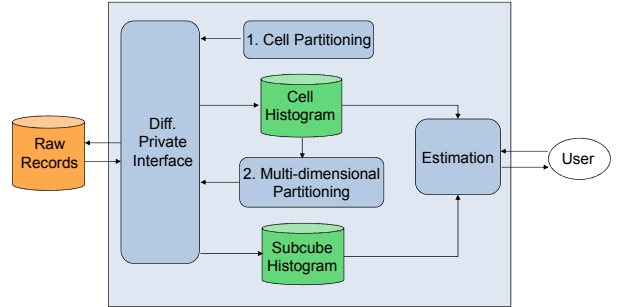 1. Cell Partitioning
Cell
Histogram
Diff.
Private
Interface
Raw
Records
2. Multi-dimensional
Partitioning
Estimation
User
Subcube
Histogram